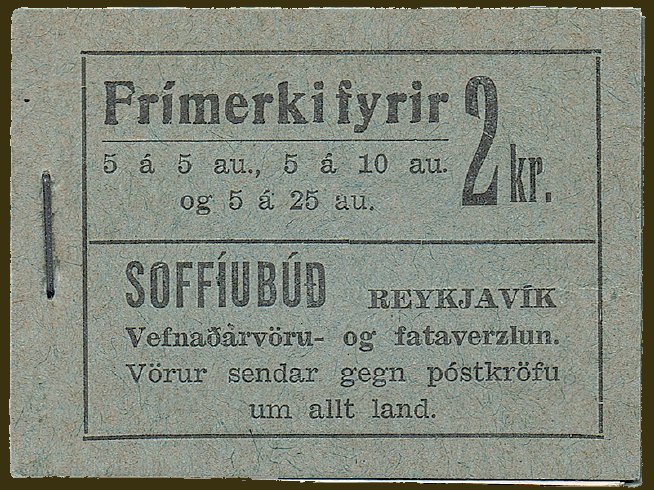 Frímerki fyrir 2 kr.
5 á 5 au., 5 á 10 au.
og 5 á 25 au.
SOFFÍUBÚÐ REYKJAVÍK
Vefnaðarvöru- og fataverzlun.
Vörur sendar gegn póstkröfu
um allt land.